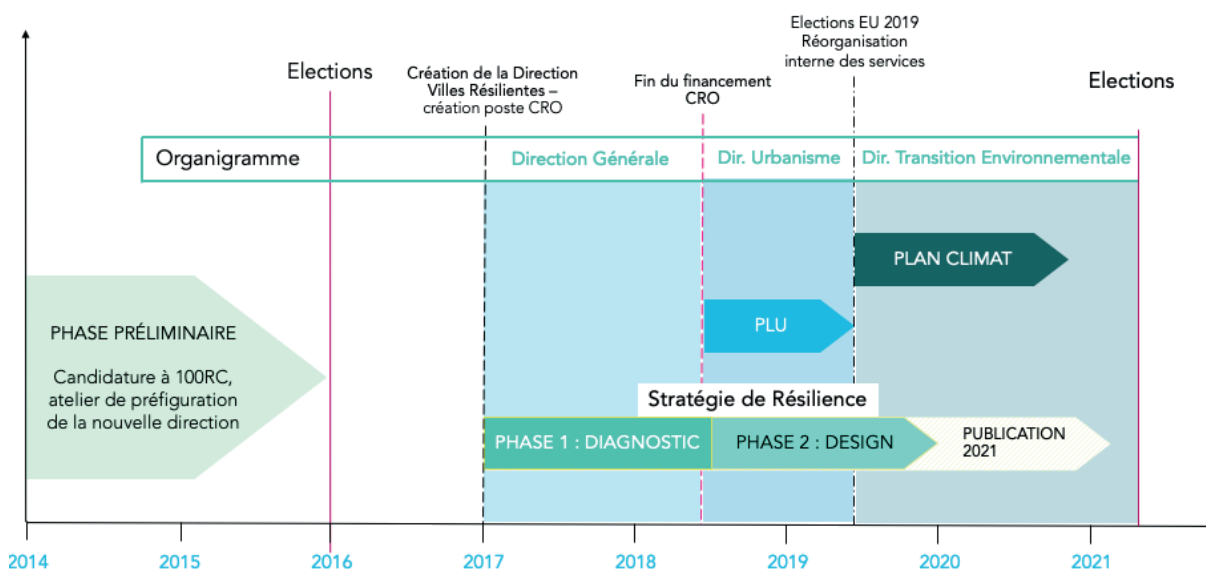 Elections EU 2019
Réorganisation
interne des services
Elections
Création de la Direction
Villes Résilientes –
création poste CRO
Fin du financement
CRO
Elections
Organigramme
Direction Générale
Dir. Urbanisme
Dir. Transition Environnementale
PLAN CLIMAT
PLU
PHASE PRÉLIMINAIRE
Candidature à 100RC,
atelier de préfiguration
de la nouvelle direction
Stratégie de Résilience
PHASE 1 : DIAGNOSTIC
PHASE 2 : DESIGN
PUBLICATION
2021
2014
2015
2016
2017
2018
2019
2020
2021